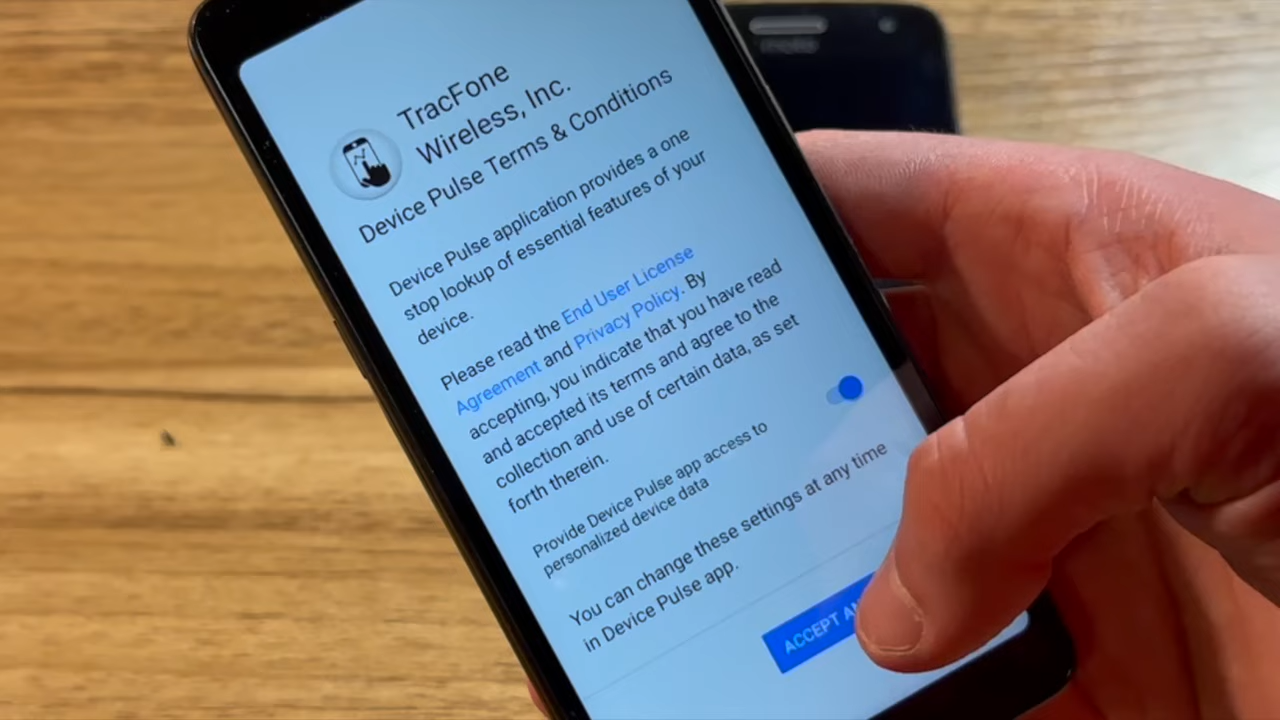 TracFone
Wireless, Inc.
Device Pulse Terms & Conditions
Device Pulse application provides a one
stop lookup of essential features of your
device.
Please read the End User License
Agreement and Privacy Policy. By
accepting, you indicate that you have read
and accepted its terms and agree to the
collection and use of certain data, as set
forth therein.
Provide Device Pulse app access to
personalized device data
You can change these settings at any time
in Device Pulse app.
ACCEPT